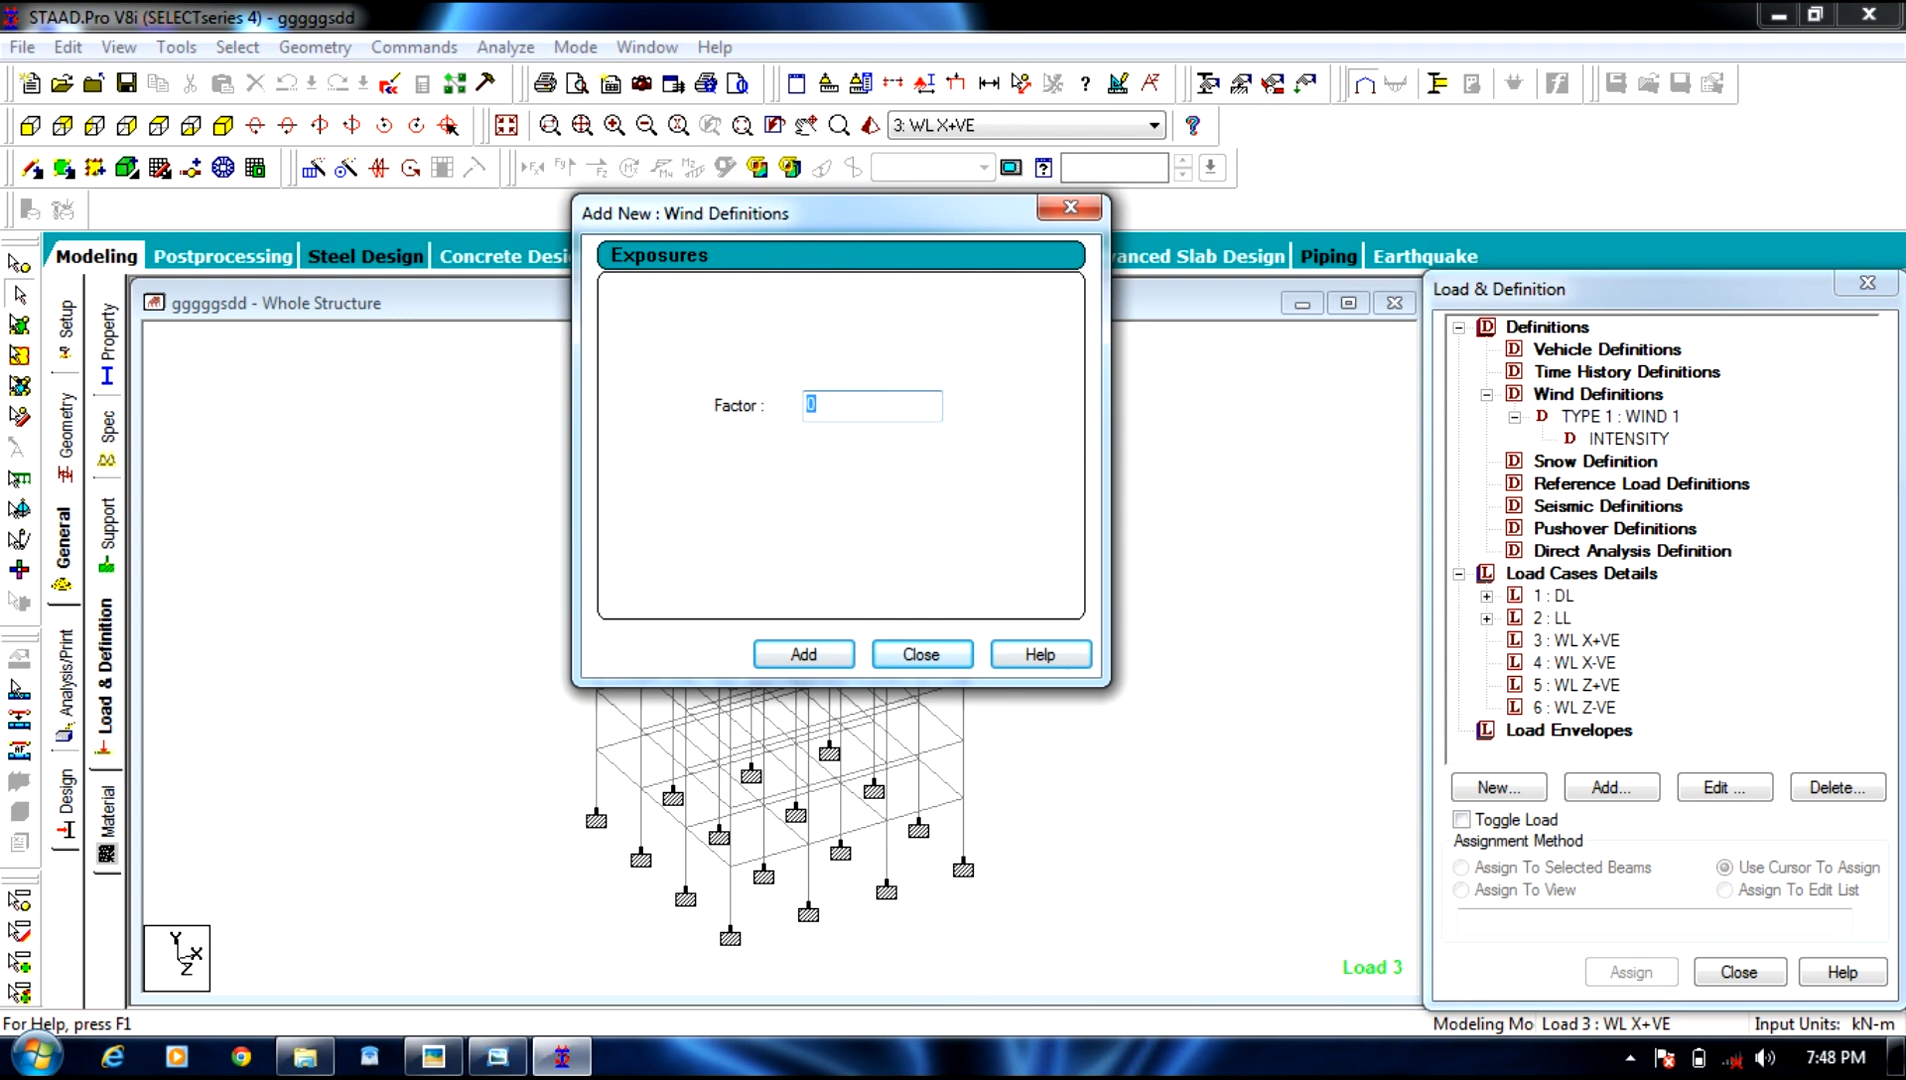 STAAD.Pro V8i (SELECTseries 4) - gggggsdd
File Edit View Tools Select Geometry Commands Analyze Mode Window Help
3: WL X+VE
Add New : Wind Definitions
Modeling Postprocessing Steel Design Concrete Desi
vanced Slab Design Piping Earthquake
Exposures
Factor :
0
Add Close Help
gggggsdd - Whole Structure
Setup
Geometry
General
Analysis/Print
Design
Property
Spec
Support
Load & Definition
Material
Y
X
Z
Load 3
Load & Definition
Definitions
Vehicle Definitions
Time History Definitions
Wind Definitions
TYPE 1 : WIND 1
INTENSITY
Snow Definition
Reference Load Definitions
Seismic Definitions
Pushover Definitions
Direct Analysis Definition
Load Cases Details
1 : DL
2 : LL
3 : WL X+VE
4 : WL X-VE
5 : WL Z+VE
6 : WL Z-VE
Load Envelopes
New... Add... Edit ... Delete...
Toggle Load
Assignment Method
Assign To Selected Beams Use Cursor To Assign
Assign To View Assign To Edit List
Assign Close Help
For Help, press F1
Modeling Mo Load 3 : WL X+VE Input Units: kN-m
7:48 PM